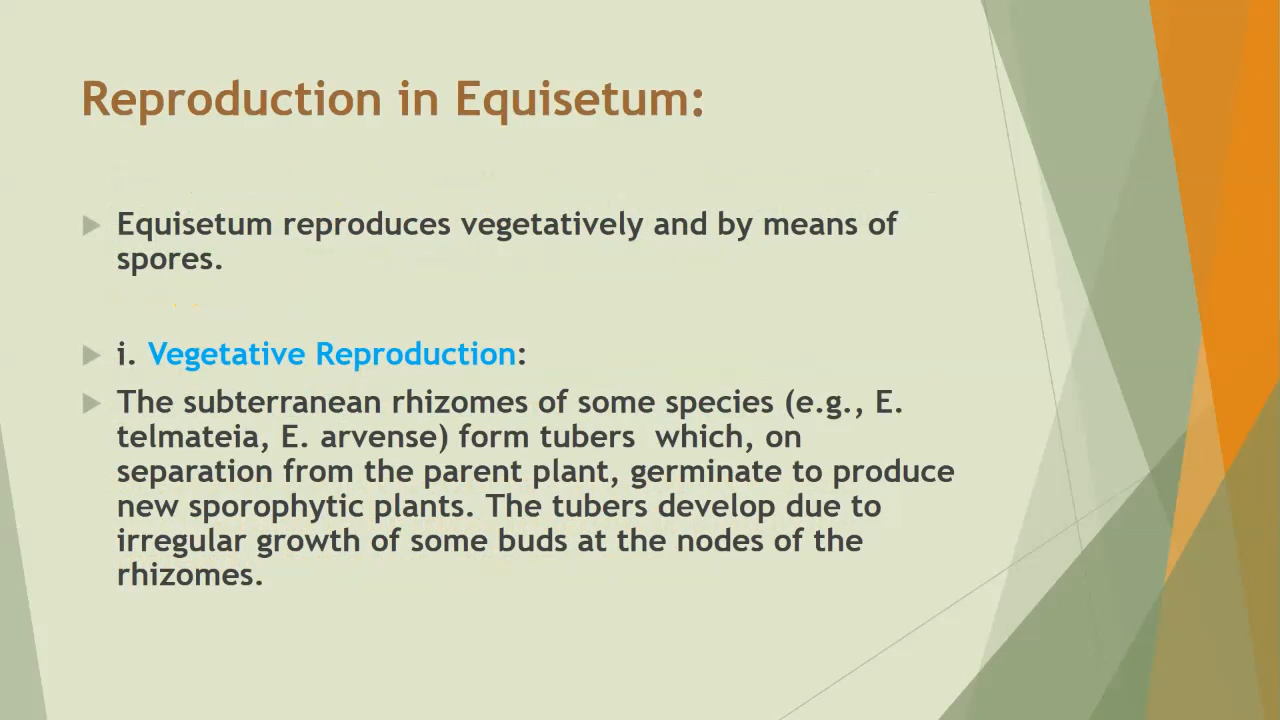 Reproduction in Equisetum:
Equisetum reproduces vegetatively and by means of
spores.
i. Vegetative Reproduction:
The subterranean rhizomes of some species (e.g., E.
telmateia, E. arvense) form tubers  which, on
separation from the parent plant, germinate to produce
new sporophytic plants. The tubers develop due to
irregular growth of some buds at the nodes of the
rhizomes.